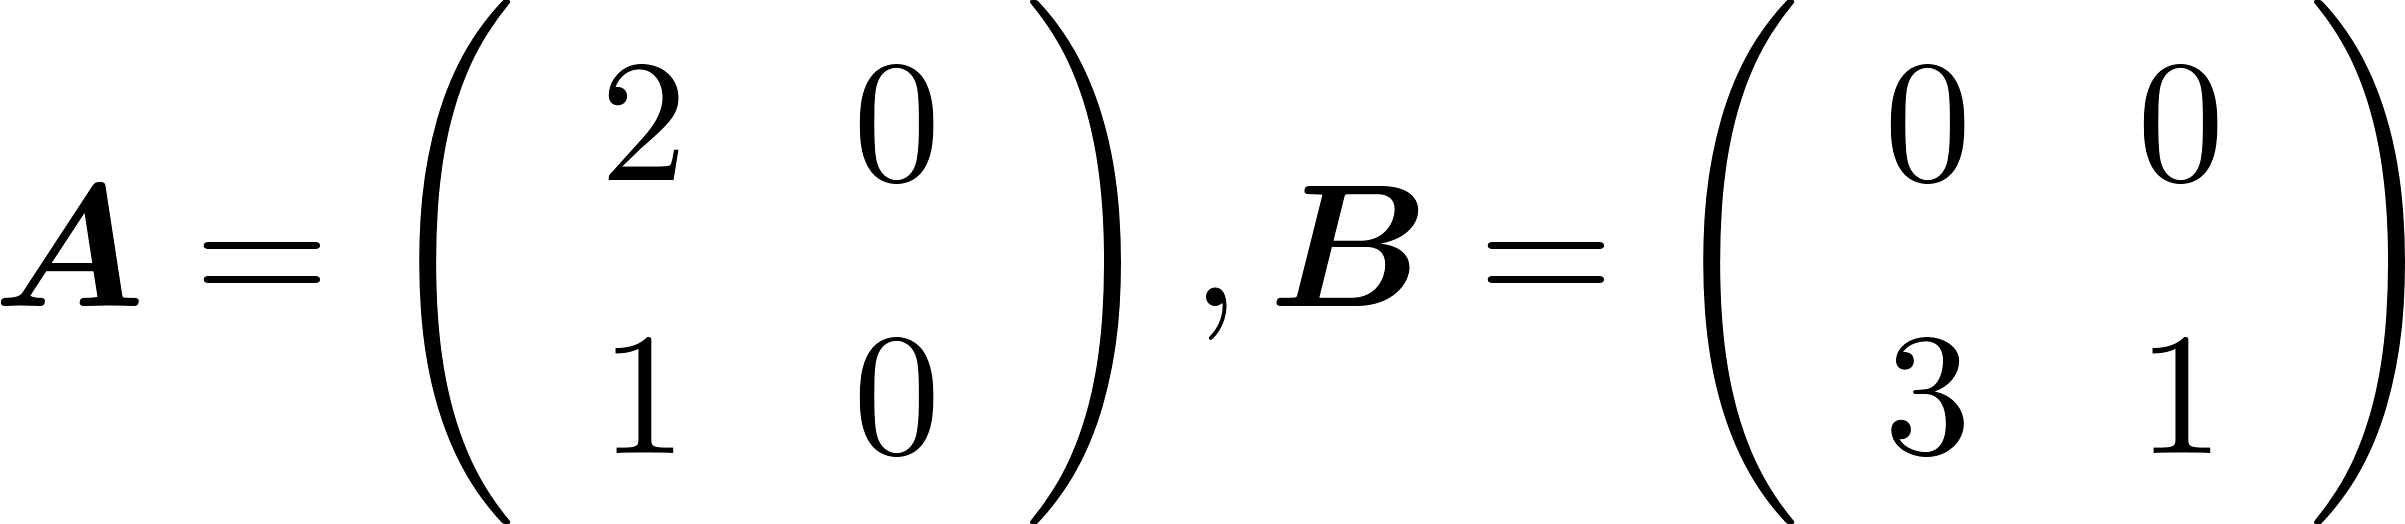 A = ( 2 0 ; 1 0 ) , B = ( 0 0 ; 3 1 )